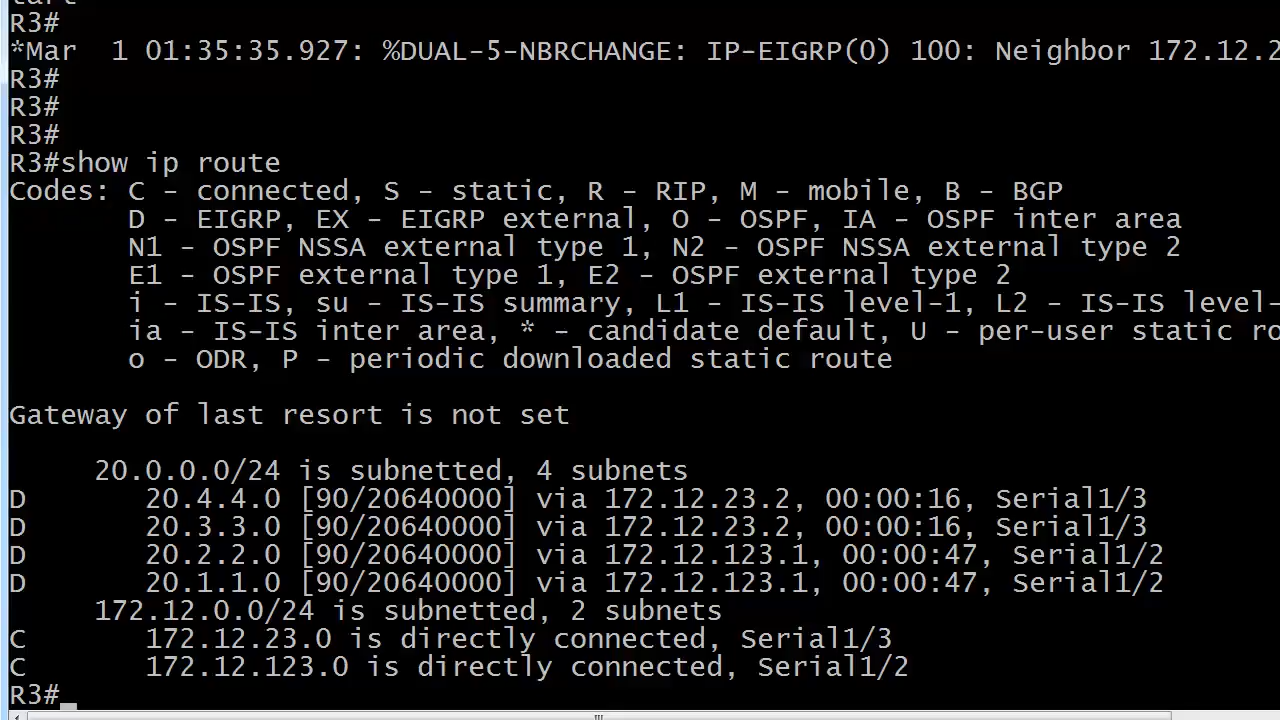 R3#
*Mar  1 01:35:35.927: %DUAL-5-NBRCHANGE: IP-EIGRP(0) 100: Neighbor 172.12.2
R3#
R3#
R3#
R3#show ip route
Codes: C - connected, S - static, R - RIP, M - mobile, B - BGP
       D - EIGRP, EX - EIGRP external, O - OSPF, IA - OSPF inter area
       N1 - OSPF NSSA external type 1, N2 - OSPF NSSA external type 2
       E1 - OSPF external type 1, E2 - OSPF external type 2
       i - IS-IS, su - IS-IS summary, L1 - IS-IS level-1, L2 - IS-IS level-
       ia - IS-IS inter area, * - candidate default, U - per-user static ro
       o - ODR, P - periodic downloaded static route
Gateway of last resort is not set
     20.0.0.0/24 is subnetted, 4 subnets
D       20.4.4.0 [90/20640000] via 172.12.23.2, 00:00:16, Serial1/3
D       20.3.3.0 [90/20640000] via 172.12.23.2, 00:00:16, Serial1/3
D       20.2.2.0 [90/20640000] via 172.12.123.1, 00:00:47, Serial1/2
D       20.1.1.0 [90/20640000] via 172.12.123.1, 00:00:47, Serial1/2
     172.12.0.0/24 is subnetted, 2 subnets
C       172.12.23.0 is directly connected, Serial1/3
C       172.12.123.0 is directly connected, Serial1/2
R3#